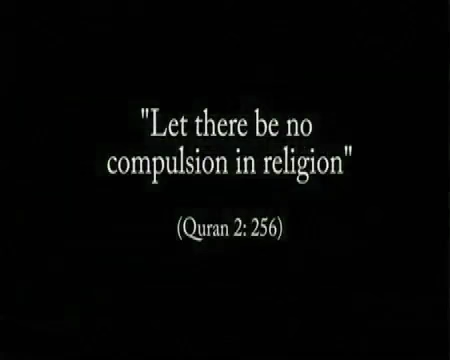 "Let there be no
compulsion in religion"
(Quran 2: 256)